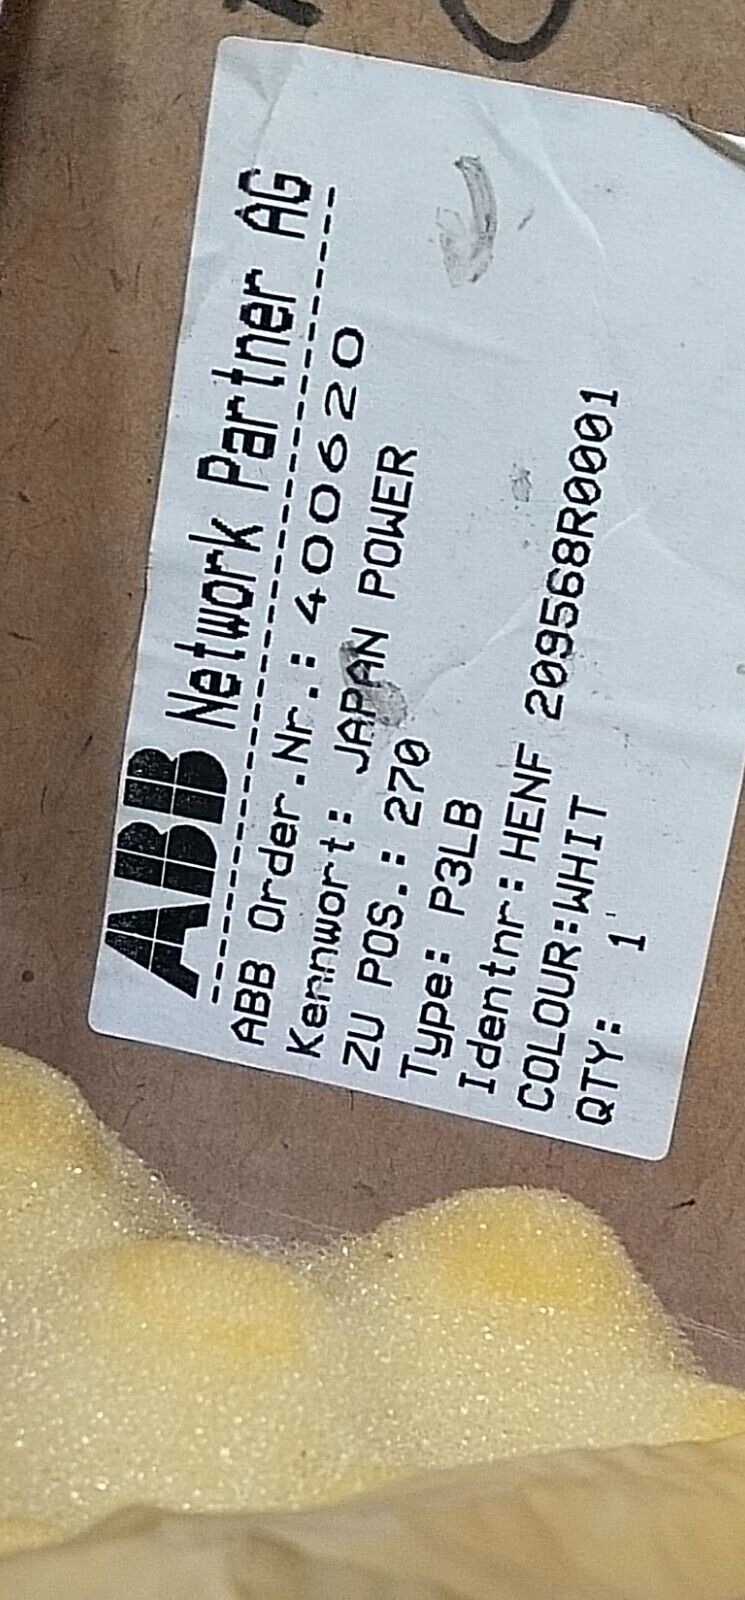 ABB Network Partner AG
ABB Order.Nr.: 400620
Kennwort: JAPAN POWER
ZU POS.: 270
Type: P3LB
Identnr: HENF 209568R0001
COLOUR:WHIT
QTY: 1